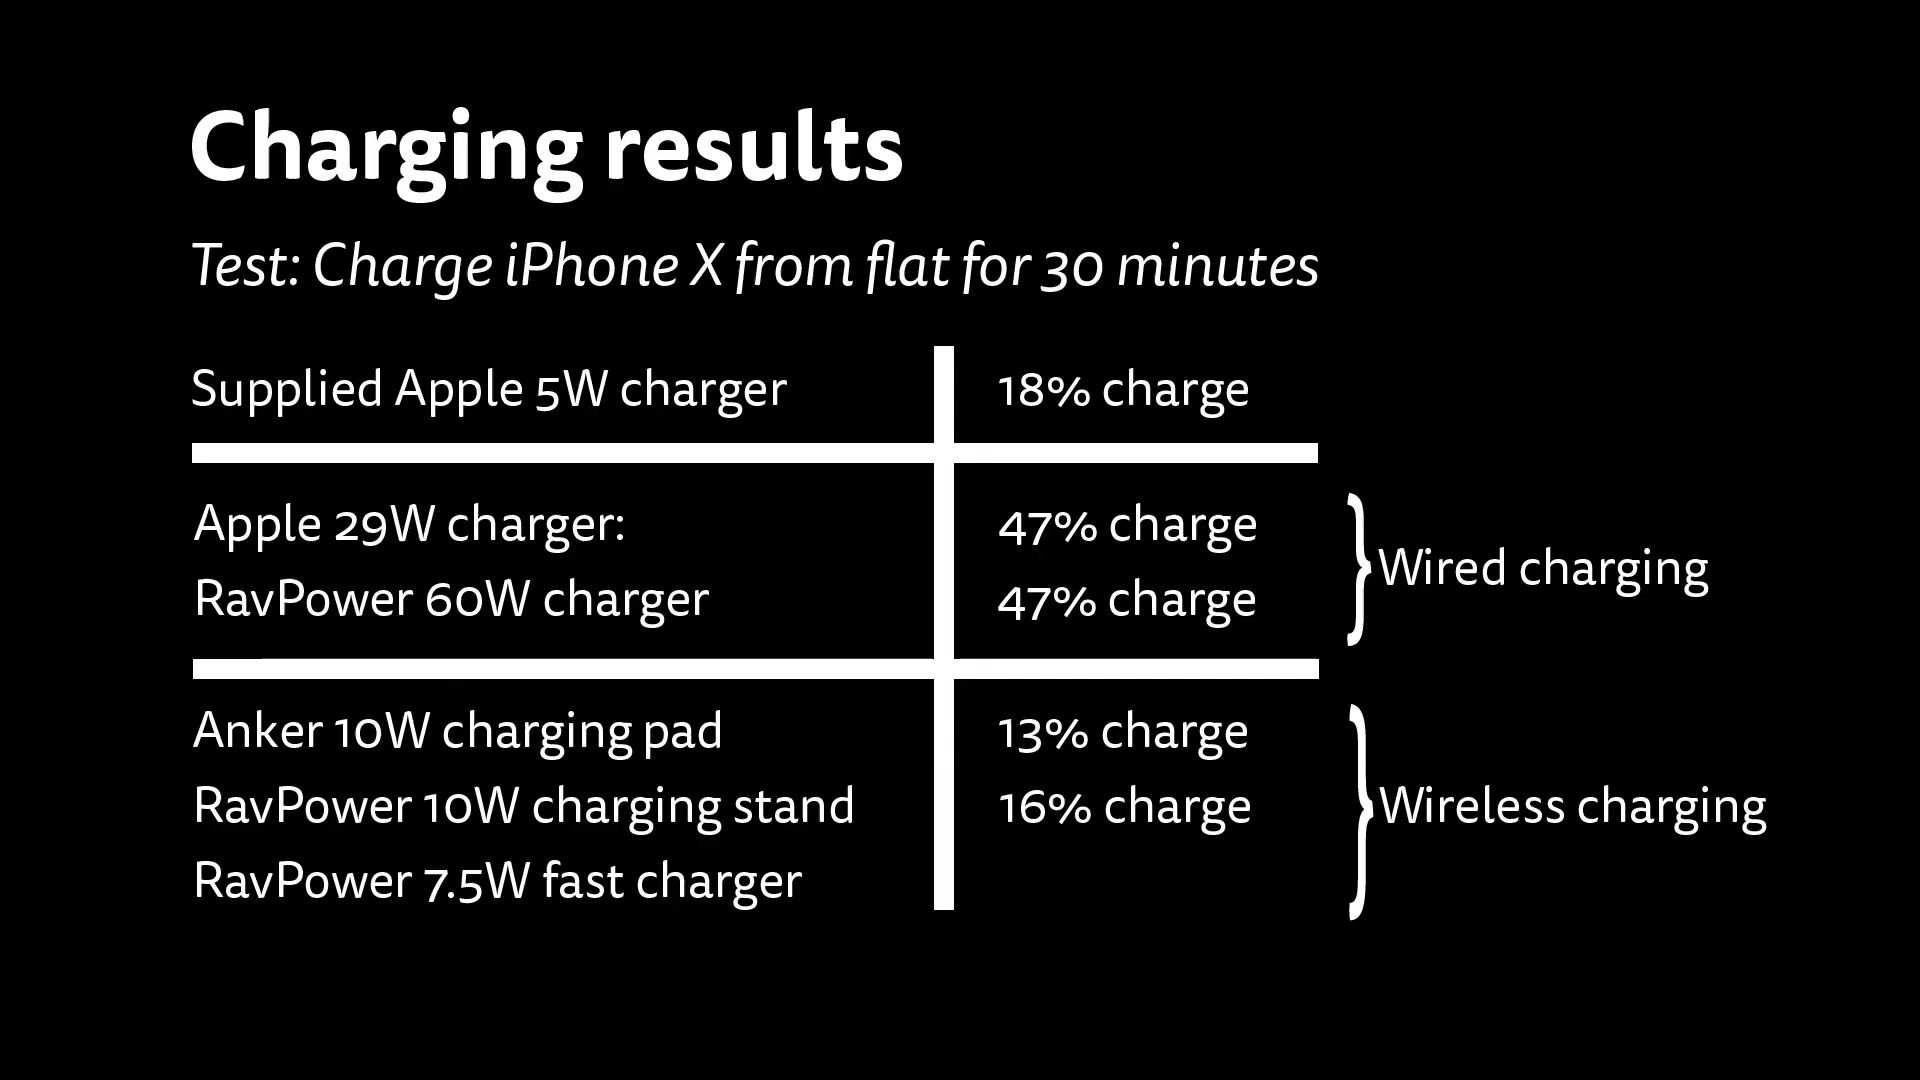 Charging results
Test: Charge iPhone X from flat for 30 minutes
Supplied Apple 5W charger 18% charge
Apple 29W charger: 47% charge
RavPower 60W charger 47% charge
Wired charging
Anker 10W charging pad 13% charge
RavPower 10W charging stand 16% charge
Wireless charging
RavPower 7.5W fast charger